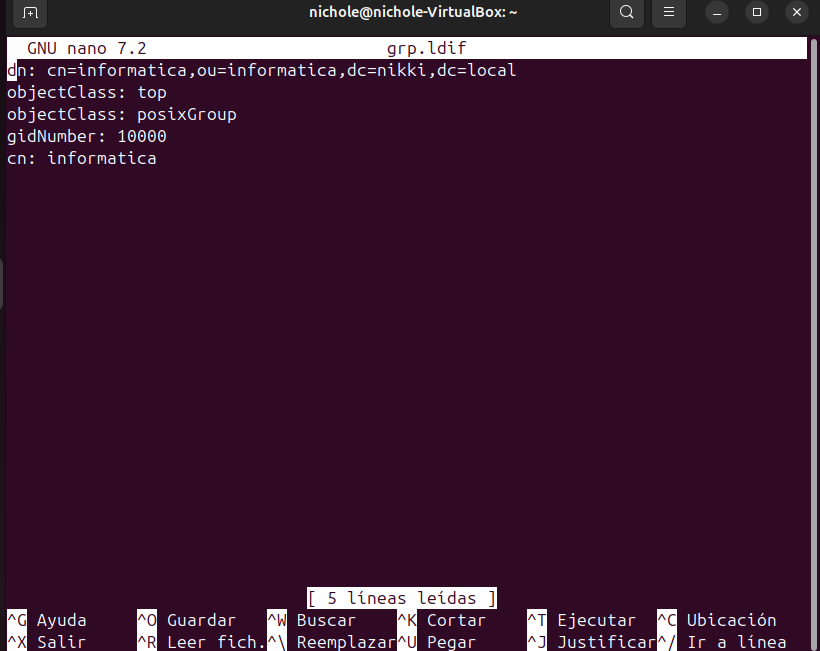 nichole@nichole-VirtualBox: ~
GNU nano 7.2 grp.ldif
dn: cn=informatica,ou=informatica,dc=nikki,dc=local
objectClass: top
objectClass: posixGroup
gidNumber: 10000
cn: informatica
[ 5 líneas leídas ]
^G Ayuda ^O Guardar ^W Buscar ^K Cortar ^T Ejecutar ^C Ubicación
^X Salir ^R Leer fich. ^\ Reemplazar ^U Pegar ^J Justificar ^/ Ir a línea